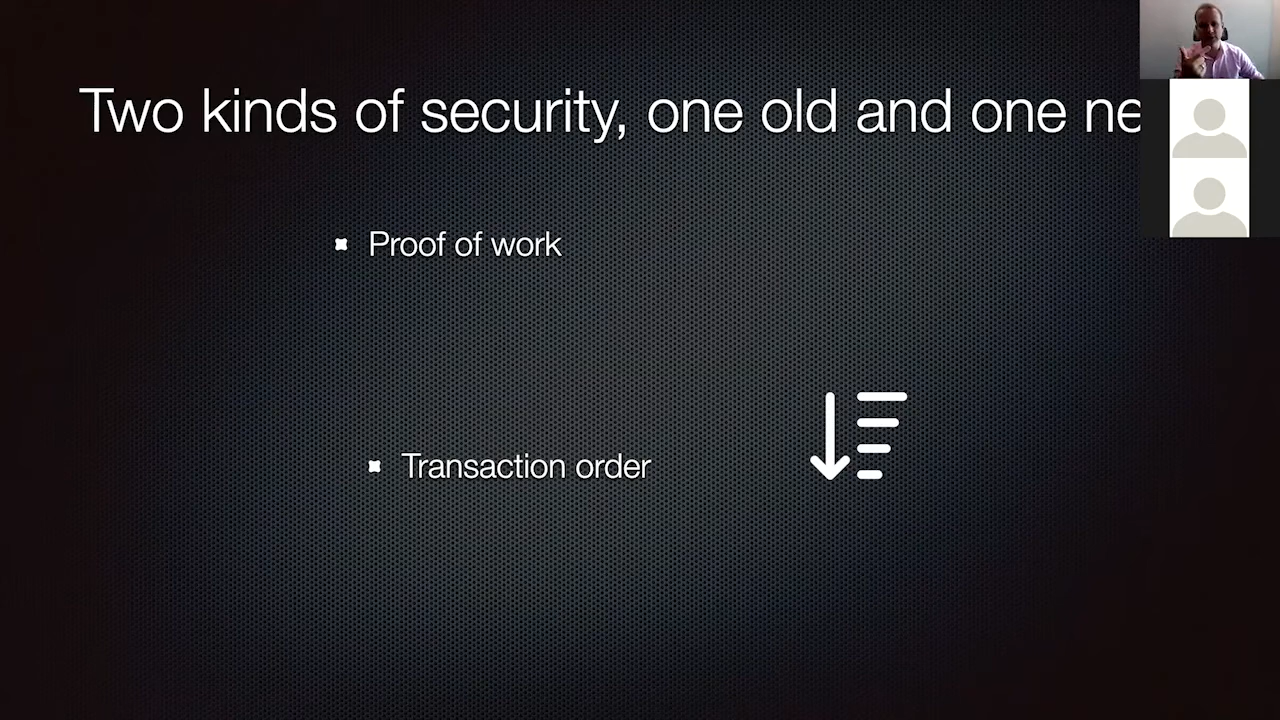 Two kinds of security, one old and one ne
Proof of work
Transaction order